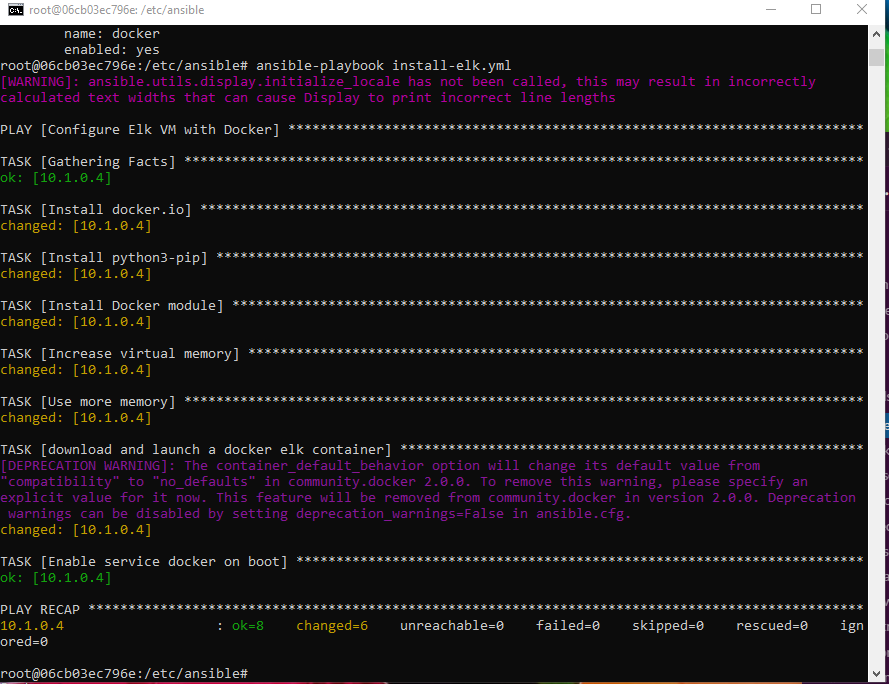 root@06cb03ec796e: /etc/ansible
name: docker
enabled: yes
root@06cb03ec796e:/etc/ansible# ansible-playbook install-elk.yml
[WARNING]: ansible.utils.display.initialize_locale has not been called, this may result in incorrectly
calculated text widths that can cause Display to print incorrect line lengths
PLAY [Configure Elk VM with Docker] ************************************************************************
TASK [Gathering Facts] *************************************************************************************
ok: [10.1.0.4]
TASK [Install docker.io] ***********************************************************************************
changed: [10.1.0.4]
TASK [Install python3-pip] *********************************************************************************
changed: [10.1.0.4]
TASK [Install Docker module] *******************************************************************************
changed: [10.1.0.4]
TASK [Increase virtual memory] *****************************************************************************
changed: [10.1.0.4]
TASK [Use more memory] *************************************************************************************
changed: [10.1.0.4]
TASK [download and launch a docker elk container] **********************************************************
[DEPRECATION WARNING]: The container_default_behavior option will change its default value from
"compatibility" to "no_defaults" in community.docker 2.0.0. To remove this warning, please specify an
explicit value for it now. This feature will be removed from community.docker in version 2.0.0. Deprecation
warnings can be disabled by setting deprecation_warnings=False in ansible.cfg.
changed: [10.1.0.4]
TASK [Enable service docker on boot] ***********************************************************************
ok: [10.1.0.4]
PLAY RECAP *************************************************************************************************
10.1.0.4 : ok=8 changed=6 unreachable=0 failed=0 skipped=0 rescued=0 ign
ored=0
root@06cb03ec796e:/etc/ansible#